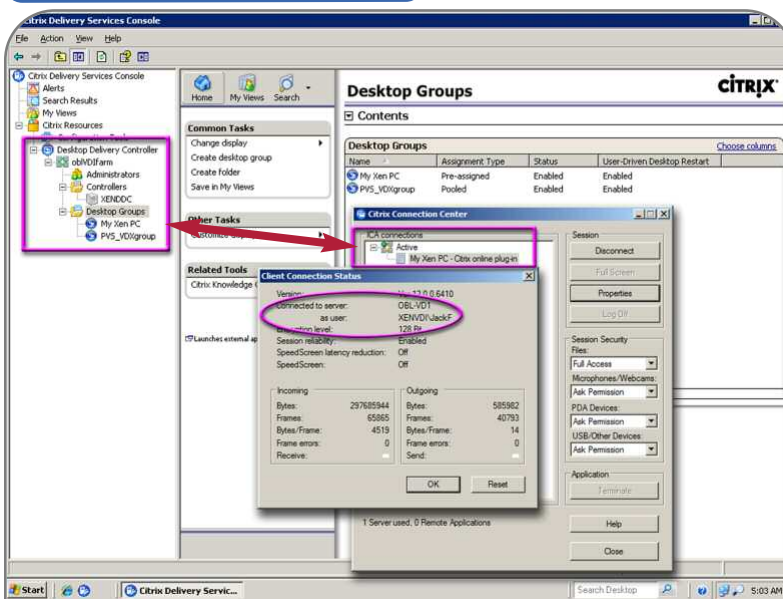 Citrix Delivery Services Console
File Action View Help
Citrix Delivery Services Console
Alerts
Search Results
My Views
Citrix Resources
Desktop Delivery Controller
oblVDIfarm
Administrators
Controllers
XENDDC
Desktop Groups
My Xen PC
PVS_VDXgroup
Home My Views Search
Common Tasks
Change display
Create desktop group
Create folder
Save in My Views
Other Tasks
Related Tools
Citrix Knowledge
Launches external
Desktop Groups
CITRIX
Contents
Desktop Groups Choose columns
Name Assignment Type Status User-Driven Desktop Restart
My Xen PC Pre-assigned Enabled Enabled
PVS_VDXgroup Pooled Enabled Enabled
Citrix Connection Center
ICA connections
Active
My Xen PC - Citrix online plug-in
Session
Disconnect
Full Screen
Properties
Log Off
Session Security
Files:
Full Access
Microphones/Webcams:
Ask Permission
PDA Devices:
Ask Permission
USB/Other Devices
Ask Permission
Application
Terminate
Help
Close
1 Server used, 0 Remote Applications
Client Connection Status
Connected to server: OBL-VDT
as user: XENVDI\JackF
Encryption level: 128 Bit
Session reliability: Enabled
SpeedScreen latency reduction: Off
SpeedScreen: Off
Incoming
Bytes: 297685944
Frames: 65865
Bytes/Frame: 4519
Frame errors: 0
Receive:
Outgoing
Bytes: 585982
Frames: 40793
Bytes/Frame: 14
Frame errors: 0
Send:
OK Reset
Start Citrix Delivery Servic... Search Desktop 5:03 AM